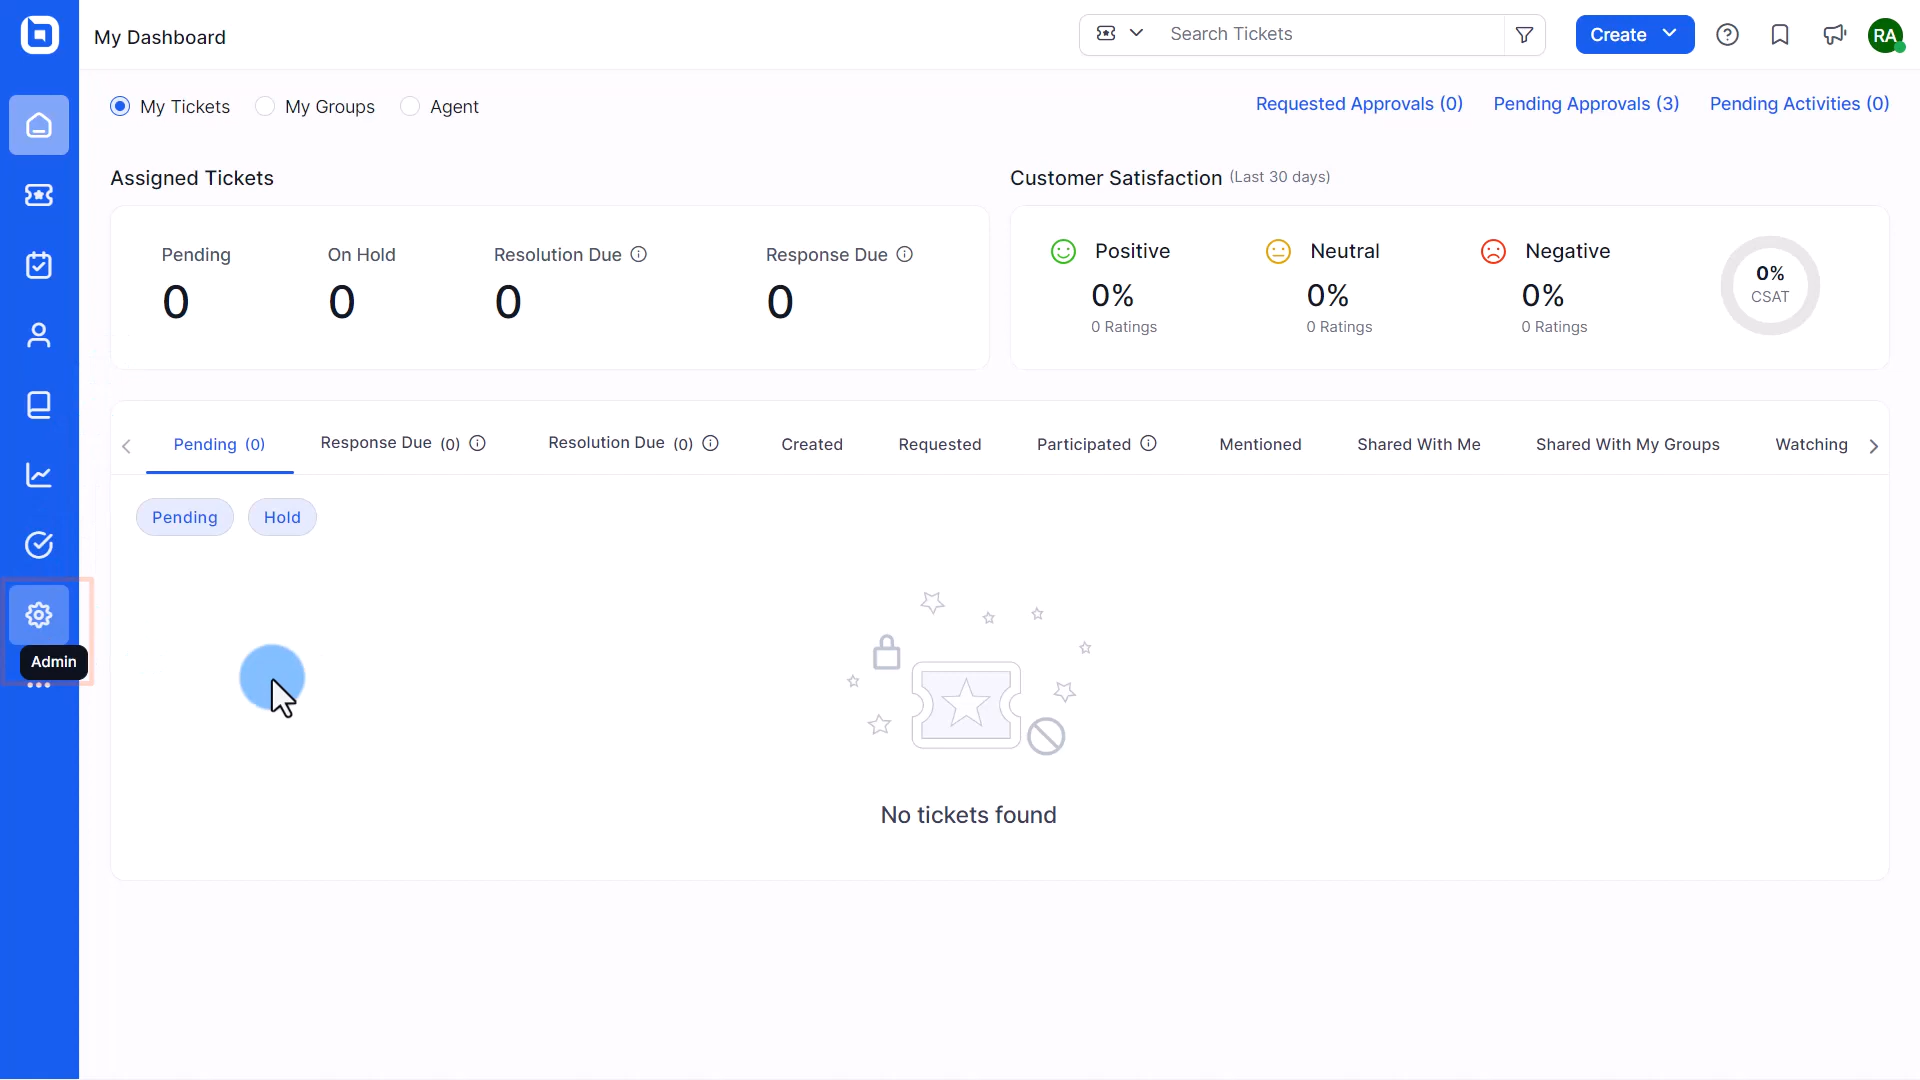 My Dashboard
Search Tickets
Create
RA
My Tickets
My Groups
Agent
Requested Approvals (0)
Pending Approvals (3)
Pending Activities (0)
Assigned Tickets
Customer Satisfaction (Last 30 days)
Pending
On Hold
Resolution Due
Response Due
0
0
0
0
Positive
Neutral
Negative
0%
0%
0%
0 Ratings
0 Ratings
0 Ratings
0%
CSAT
Pending (0)
Response Due (0)
Resolution Due (0)
Created
Requested
Participated
Mentioned
Shared With Me
Shared With My Groups
Watching
Pending
Hold
Admin
No tickets found